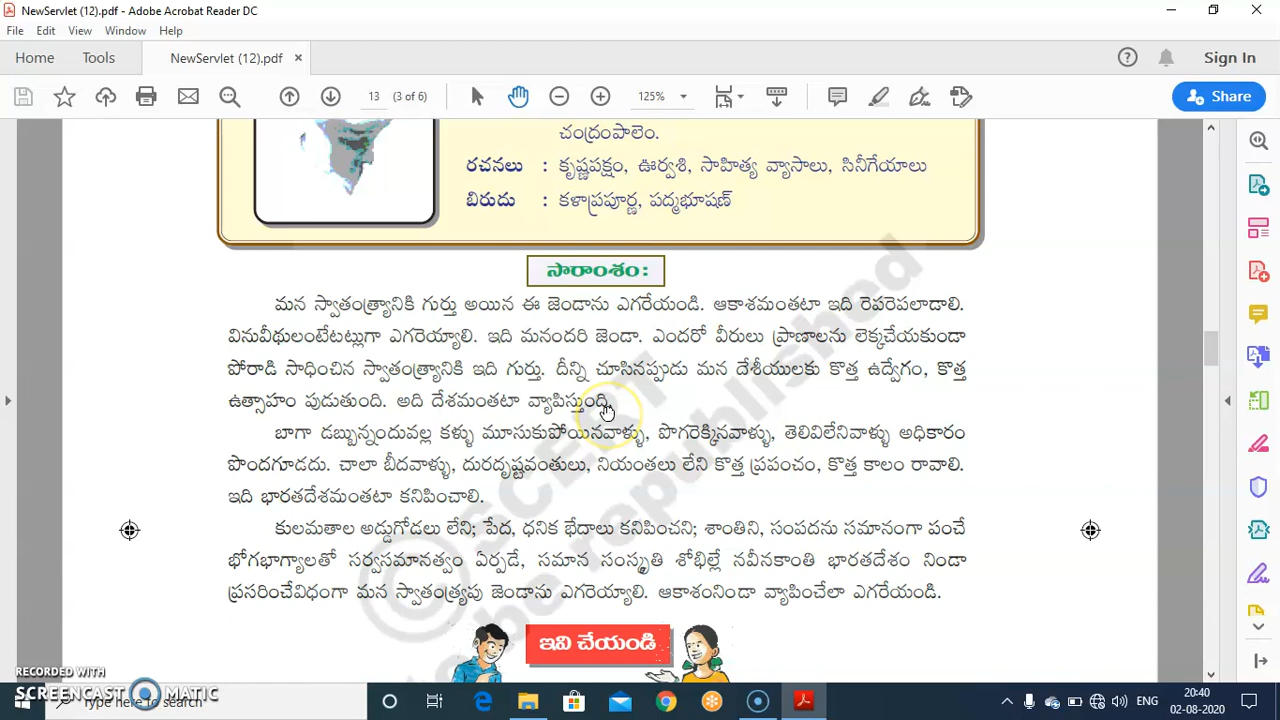 NewServlet (12).pdf - Adobe Acrobat Reader DC
File Edit View Window Help
Home Tools NewServlet (12).pdf × Sign In
13 (3 of 6) 125% Share
చంద్రంపాలెం.
రచనలు : కృష్ణపక్షం, ఊర్వశి, సాహిత్య వ్యాసాలు, సినీగేయాలు
బిరుదు : కళాప్రపూర్ణ, పద్మభూషణ్
సారాంశం:
మన స్వాతంత్ర్యానికి గుర్తు అయిన ఈ జెండాను ఎగరేయండి. ఆకాశమంతటా ఇది రెపరెపలాడాలి.
వినువీథులంటేటట్లుగా ఎగరెయ్యాలి. ఇది మనందరి జెండా. ఎందరో వీరులు ప్రాణాలను లెక్కచేయకుండా
పోరాడి సాధించిన స్వాతంత్ర్యానికి ఇది గుర్తు. దీన్ని చూసినప్పుడు మన దేశీయులకు కొత్త ఉద్వేగం, కొత్త
ఉత్సాహం పుడుతుంది. అది దేశమంతటా వ్యాపిస్తుంది.
బాగా డబ్బున్నందువల్ల కళ్ళు మూసుకుపోయినవాళ్ళు, పొగరెక్కినవాళ్ళు, తెలివిలేనివాళ్ళు అధికారం
పొందగూడదు. చాలా బీదవాళ్ళు, దురదృష్టవంతులు, నియంతలు లేని కొత్త ప్రపంచం, కొత్త కాలం రావాలి.
ఇది భారతదేశమంతటా కనిపించాలి.
కులమతాల అడ్డుగోడలు లేని; పేద, ధనిక భేదాలు కనిపించని; శాంతిని, సంపదను సమానంగా పంచే
భోగభాగ్యాలతో సర్వసమానత్వం ఏర్పడే, సమాన సంస్కృతి శోభిల్లే నవీనకాంతి భారతదేశం నిండా
ప్రసరించేవిధంగా మన స్వాతంత్ర్యపు జెండాను ఎగరెయ్యాలి. ఆకాశంనిండా వ్యాపించేలా ఎగరేయండి.
© SCERT
be republished
ఇవి చేయండి
RECORDED WITH
SCREENCAST MATIC
Type here to search
ENG
20:40
02-08-2020